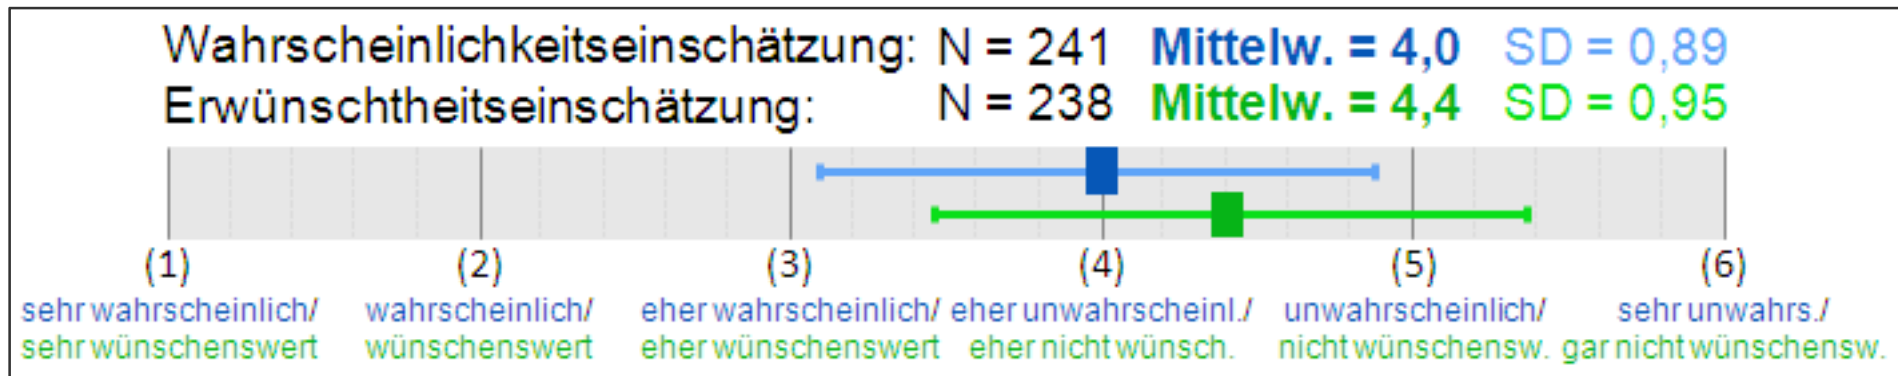 Wahrscheinlichkeitseinschätzung: N = 241 Mittelw. = 4,0 SD = 0,89
Erwünschtheitseinschätzung: N = 238 Mittelw. = 4,4 SD = 0,95
(1) (2) (3) (4) (5) (6)
sehr wahrscheinlich/ wahrscheinlich/ eher wahrscheinlich/ eher unwahrscheinl./ unwahrscheinlich/ sehr unwahrs./
sehr wünschenswert wünschenswert eher wünschenswert eher nicht wünsch. nicht wünschensw. gar nicht wünschensw.